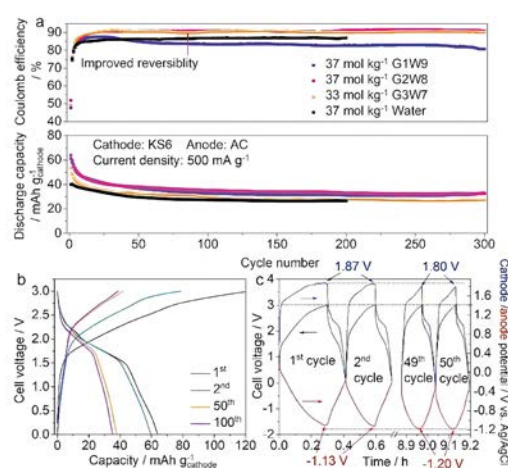 a
Coulomb efficiency / %
100
90
80
70
60
50
40
Improved reversiblity
37 mol kg-1 G1W9
37 mol kg-1 G2W8
33 mol kg-1 G3W7
37 mol kg-1 Water
Discharge capacity / mAh g-1cathode
80
60
40
20
0
Cathode: KS6 Anode: AC
Current density: 500 mA g-1
0 50 100 150 200 250 300
Cycle number
b
Cell voltage / V
3.0
2.5
2.0
1.5
1.0
0.5
0.0
1st
2nd
50th
100th
0 20 40 60 80 100 120
Capacity / mAh g-1cathode
c
1.87 V 1.80 V
Cell voltage / V
4
3
2
1
0
-1
-2
1st cycle
2nd cycle
49th cycle
50th cycle
1.6
1.2
0.8
0.4
0.0
-0.4
-0.8
-1.2
Cathode/anode potential / V vs. Ag/AgCl
0.0 0.2 0.4 0.6 8.9 9.0 9.1 9.2
Time / h
-1.13 V -1.20 V